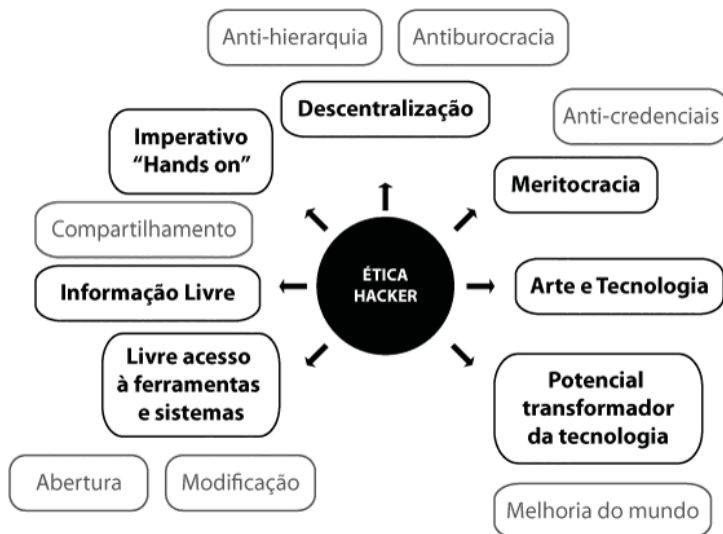 Anti-hierarquia
Antiburocracia
Descentralização
Anti-credenciais
Imperativo
“Hands on”
Meritocracia
Compartilhamento
ÉTICA
HACKER
Informação Livre
Arte e Tecnologia
Livre acesso
à ferramentas
e sistemas
Potencial
transformador
da tecnologia
Abertura
Modificação
Melhoria do mundo